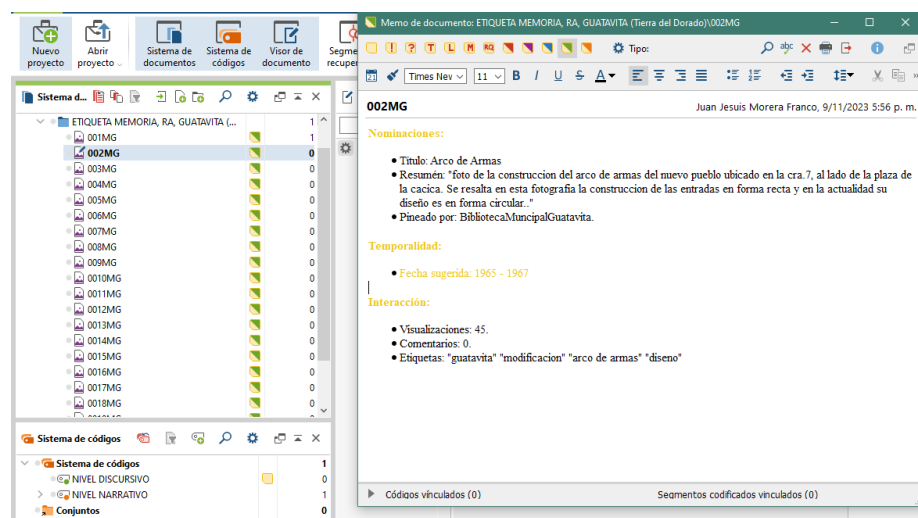 Nuevo proyecto
Abrir proyecto
Sistema de documentos
Sistema de códigos
Visor de documento
Segme
recuper
Sistema d...
ETIQUETA MEMORIA, RA, GUATAVITA (... 1
001MG 1
002MG 0
003MG 0
004MG 0
005MG 0
006MG 0
007MG 0
008MG 0
009MG 0
0010MG 0
0011MG 0
0012MG 0
0013MG 0
0014MG 0
0015MG 0
0016MG 0
0017MG 0
0018MG 0
Sistema de códigos
Sistema de códigos 1
NIVEL DISCURSIVO 0
NIVEL NARRATIVO 1
Conjuntos 0
Memo de documento: ETIQUETA MEMORIA, RA, GUATAVITA (Tierra del Dorado)\002MG
! ? T L M RQ Tipo: abc
21 Times Nev 11 B I U S A
002MG Juan Jesuis Morera Franco, 9/11/2023 5:56 p. m.
Nominaciones:
Titulo: Arco de Armas
Resumén: "foto de la construccion del arco de armas del nuevo pueblo ubicado en la cra.7, al lado de la plaza de
la cacica. Se resalta en esta fotografia la construccion de las entradas en forma recta y en la actualidad su
diseño es en forma circular.."
Pineado por: BibliotecaMuncipalGuatavita.
Temporalidad:
Fecha sugerida: 1965 - 1967
Interacción:
Visualizaciones: 45.
Comentarios: 0.
Etiquetas: "guatavita" "modificacion" "arco de armas" "diseno"
Códigos vinculados (0) Segmentos codificados vinculados (0)